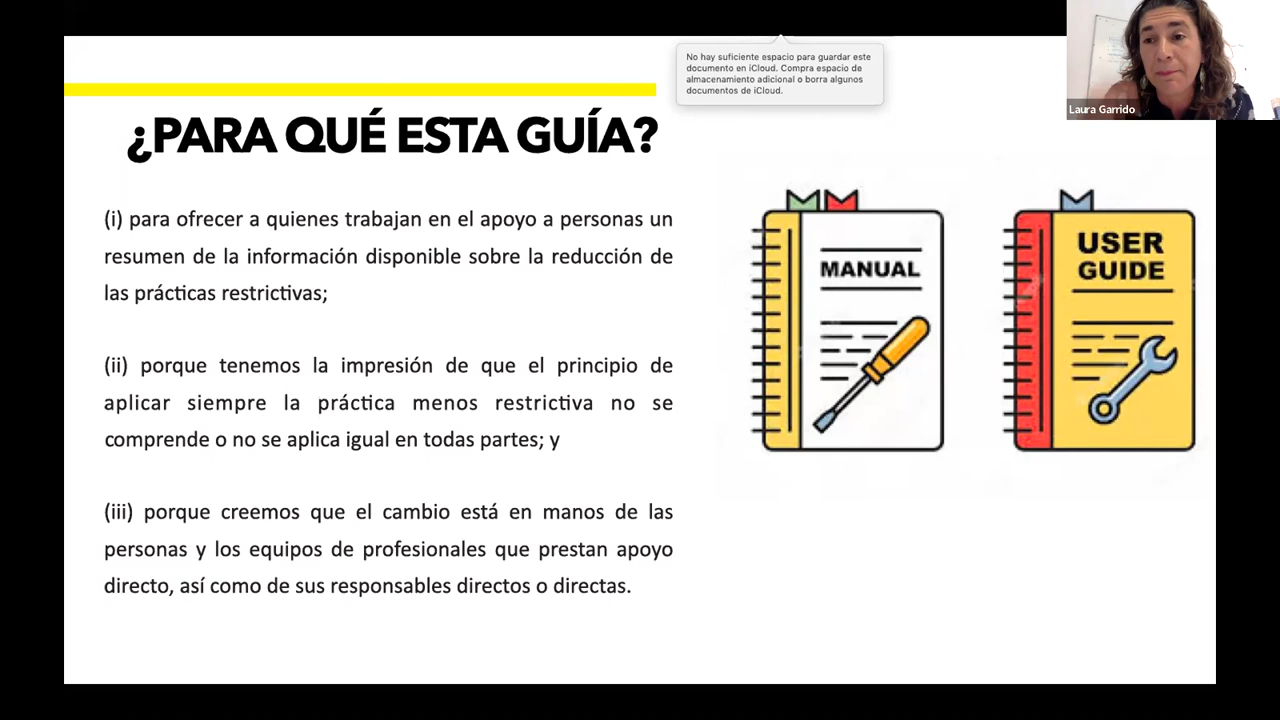 No hay suficiente espacio para guardar este
documento en iCloud. Compra espacio de
almacenamiento adicional o borra algunos
documentos de iCloud.
Laura Garrido
¿PARA QUÉ ESTA GUÍA?
(i) para ofrecer a quienes trabajan en el apoyo a personas un
resumen de la información disponible sobre la reducción de
las prácticas restrictivas;
(ii) porque tenemos la impresión de que el principio de
aplicar siempre la práctica menos restrictiva no se
comprende o no se aplica igual en todas partes; y
(iii) porque creemos que el cambio está en manos de las
personas y los equipos de profesionales que prestan apoyo
directo, así como de sus responsables directos o directas.
MANUAL
USER
GUIDE